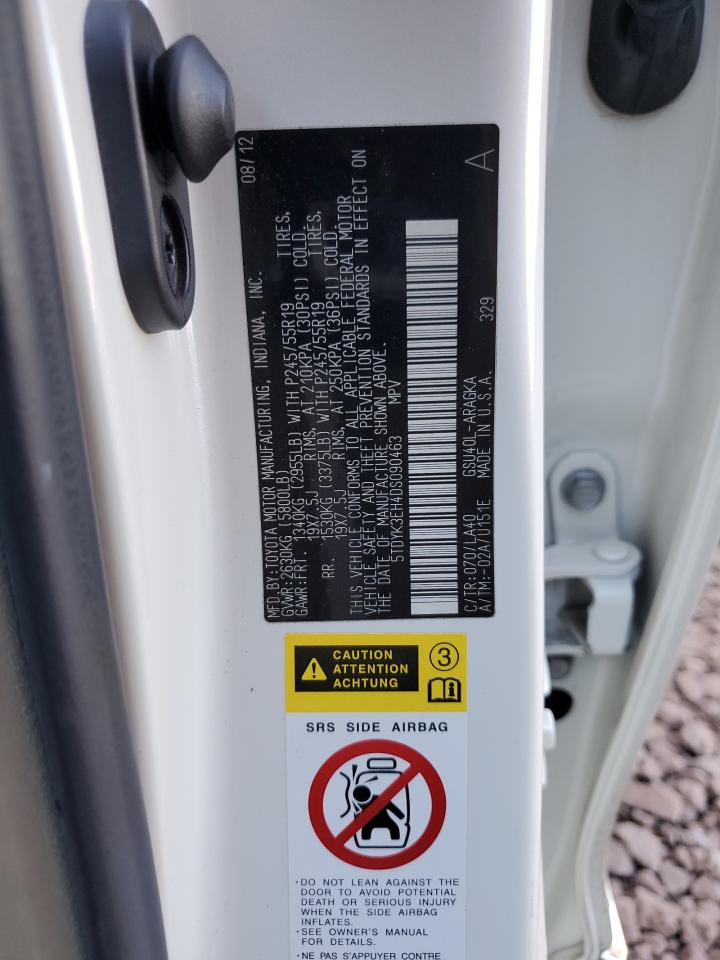 MFD.BY:TOYOTA MOTOR MANUFACTURING, INDIANA, INC. 08/12
GVWR:2630KG (5800LB)
GAWR:FRT. 1340KG (2955LB) WITH P245/55R19 TIRES,
19X7.5J RIMS, AT 210KPA (30PSI) COLD.
RR. 1530KG (3375LB) WITH P245/55R19 TIRES,
19X7.5J RIMS, AT 250KPA (36PSI) COLD.
THIS VEHICLE CONFORMS TO ALL APPLICABLE FEDERAL MOTOR
VEHICLE SAFETY AND THEFT PREVENTION STANDARDS IN EFFECT ON
THE DATE OF MANUFACTURE SHOWN ABOVE.
5TDYK3EH4DS090463 MPV
C/TR:070/LA40 GSU40L-ARAGKA 329 A
A/TM:-02A/U151E MADE IN U.S.A.
CAUTION
ATTENTION
ACHTUNG
3
SRS SIDE AIRBAG
·DO NOT LEAN AGAINST THE
DOOR TO AVOID POTENTIAL
DEATH OR SERIOUS INJURY
WHEN THE SIDE AIRBAG
INFLATES.
·SEE OWNER'S MANUAL
FOR DETAILS.
·NE PAS S'APPUYER CONTRE